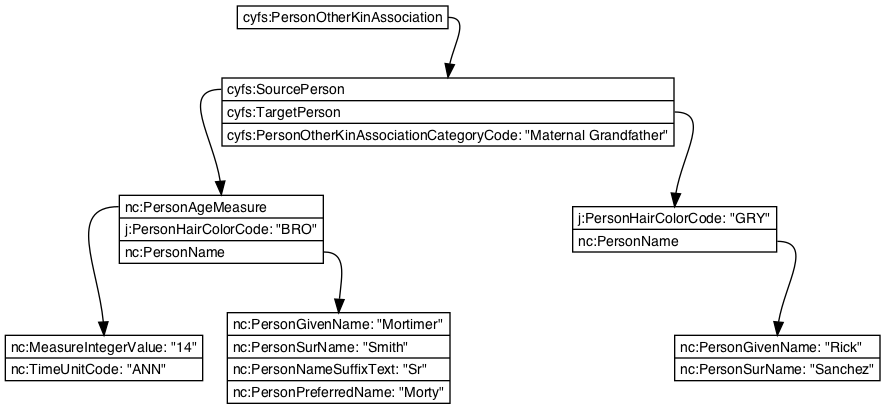 cyfs:PersonOtherKinAssociation
cyfs:SourcePerson
cyfs:TargetPerson
cyfs:PersonOtherKinAssociationCategoryCode: "Maternal Grandfather"
nc:PersonAgeMeasure
j:PersonHairColorCode: "BRO"
nc:PersonName
j:PersonHairColorCode: "GRY"
nc:PersonName
nc:MeasureIntegerValue: "14"
nc:TimeUnitCode: "ANN"
nc:PersonGivenName: "Mortimer"
nc:PersonSurName: "Smith"
nc:PersonNameSuffixText: "Sr"
nc:PersonPreferredName: "Morty"
nc:PersonGivenName: "Rick"
nc:PersonSurName: "Sanchez"